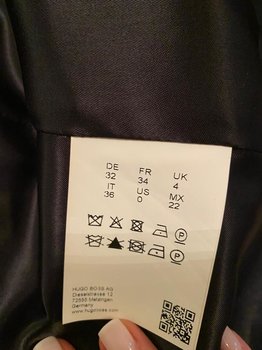 DE FR UK
32 34 4
IT US MX
36 0 22
P
P
HUGO BOSS AG
Dieselstrasse 12
72555 Metzingen
Germany
www.hugoboss.com